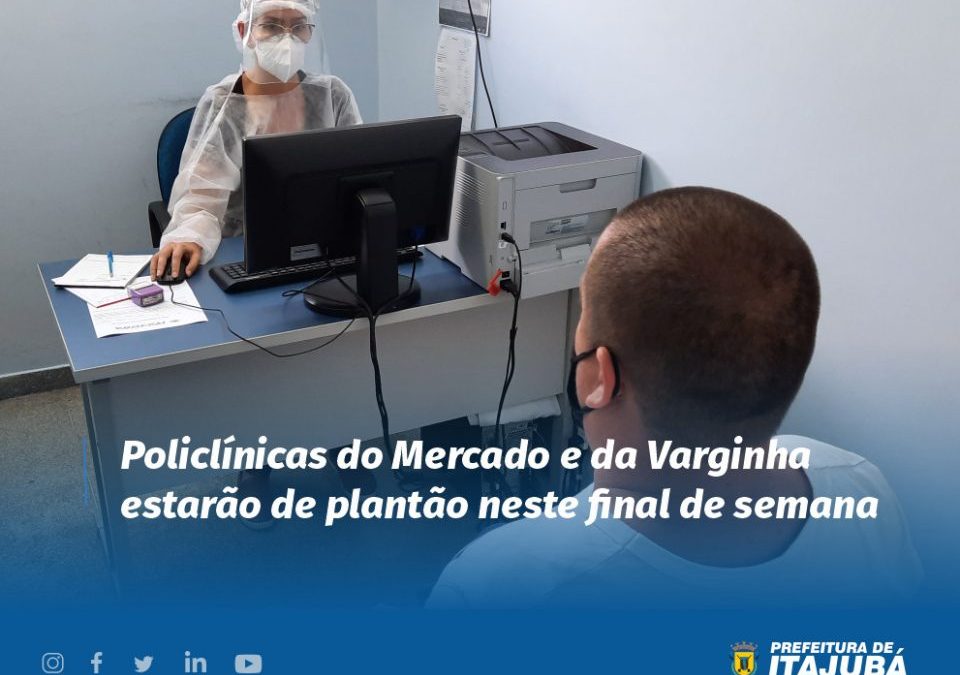 Policlínicas do Mercado e da Varginha
estarão de plantão neste final de semana
PREFEITURA DE
ITAJUBÁ